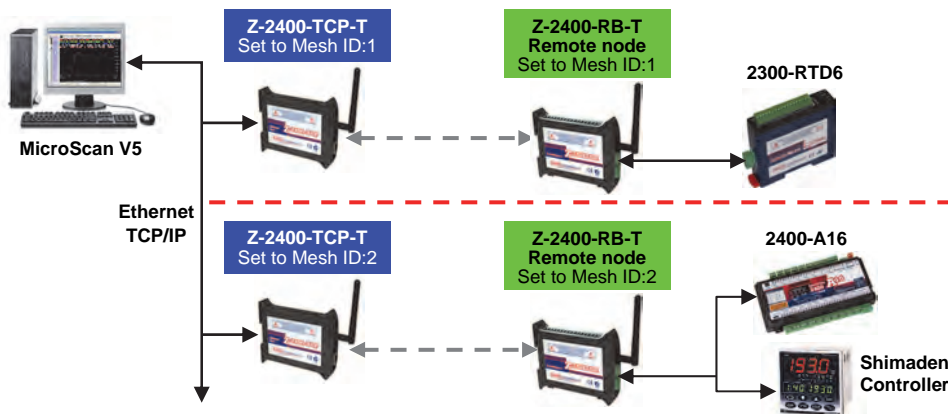 Z-2400-TCP-T
Set to Mesh ID:1
Z-2400-RB-T
Remote node
Set to Mesh ID:1
2300-RTD6
MicroScan V5
Ethernet
TCP/IP
Z-2400-TCP-T
Set to Mesh ID:2
Z-2400-RB-T
Remote node
Set to Mesh ID:2
2400-A16
Shimaden
Controller